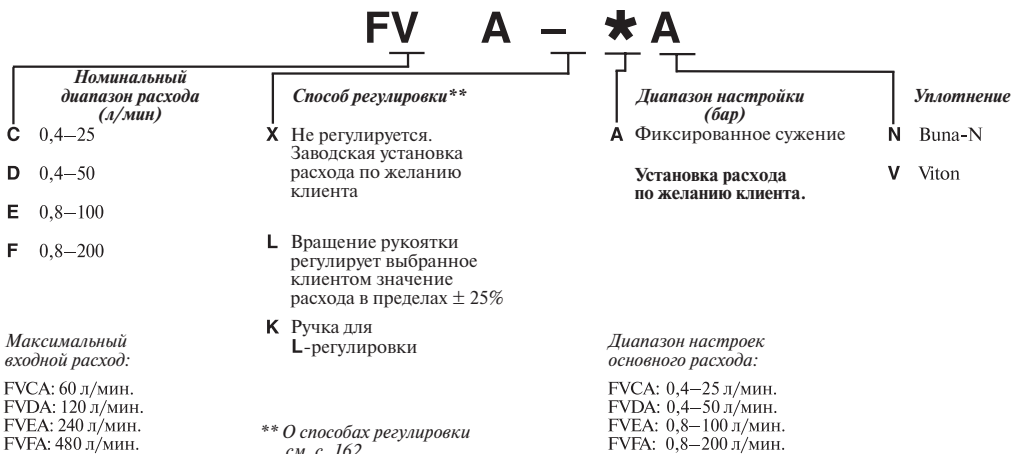 FV A – * A
Номинальный
диапазон расхода
(л/мин)
C 0,4–25
D 0,4–50
E 0,8–100
F 0,8–200
Способ регулировки**
X Не регулируется.
Заводская установка
расхода по желанию
клиента
L Вращение рукоятки
регулирует выбранное
клиентом значение
расхода в пределах ± 25%
K Ручка для
L-регулировки
Диапазон настройки
(бар)
A Фиксированное сужение
Установка расхода
по желанию клиента.
Уплотнение
N Buna-N
V Viton
Максимальный
входной расход:
FVCA: 60 л/мин.
FVDA: 120 л/мин.
FVEA: 240 л/мин.
FVFA: 480 л/мин.
** О способах регулировки
см. с. 162
Диапазон настроек
основного расхода:
FVCA: 0,4–25 л/мин.
FVDA: 0,4–50 л/мин.
FVEA: 0,8–100 л/мин.
FVFA: 0,8–200 л/мин.